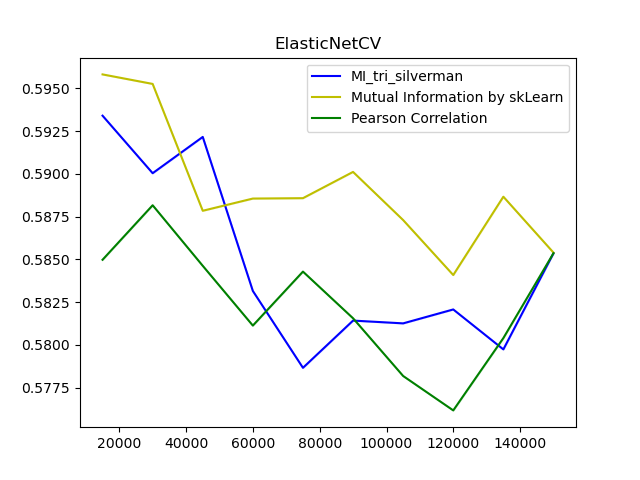 ElasticNetCV
MI_tri_silverman
Mutual Information by skLearn
Pearson Correlation
0.5950
0.5925
0.5900
0.5875
0.5850
0.5825
0.5800
0.5775
20000 40000 60000 80000 100000 120000 140000